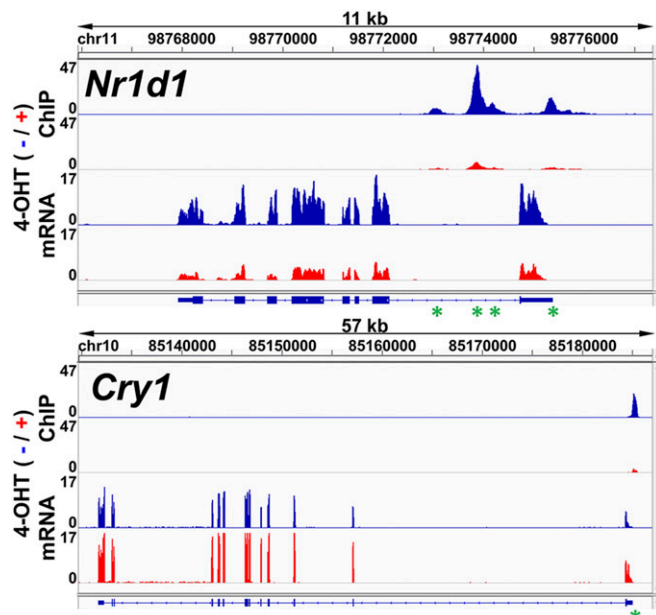 11 kb
chr11 98768000 98770000 98772000 98774000 98776000
Nr1d1
4-OHT ( - / + )
ChIP
47
0
47
0
mRNA
17
0
17
0
* * * *
57 kb
chr10 85140000 85150000 85160000 85170000 85180000
Cry1
4-OHT ( - / + )
ChIP
47
0
47
0
mRNA
17
0
17
0
*